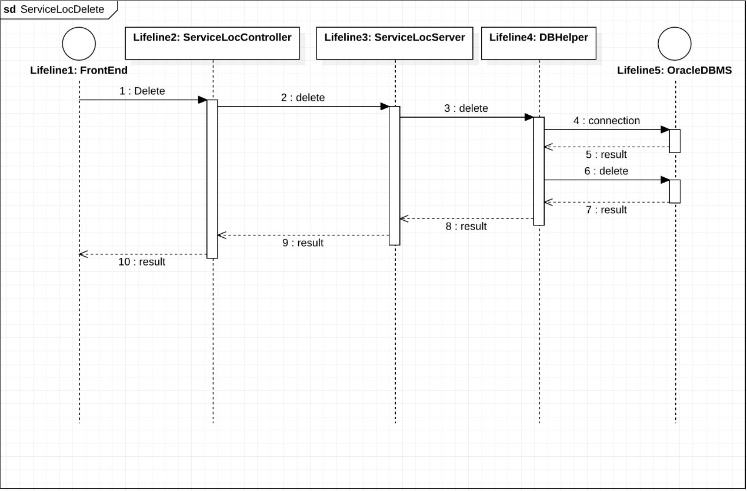 sd ServiceLocDelete
Lifeline2: ServiceLocController
Lifeline3: ServiceLocServer
Lifeline4: DBHelper
Lifeline1: FrontEnd
Lifeline5: OracleDBMS
1 : Delete
2 : delete
3 : delete
4 : connection
5 : result
6 : delete
7 : result
8 : result
9 : result
10 : result